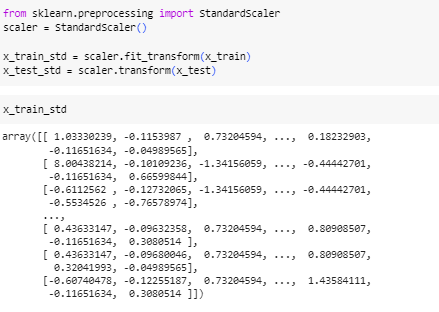 from sklearn.preprocessing import StandardScaler
scaler = StandardScaler()
x_train_std = scaler.fit_transform(x_train)
x_test_std = scaler.transform(x_test)
x_train_std
array([[ 1.03330239, -0.1153987 ,  0.73204594, ...,  0.18232903,
        -0.11651634, -0.04989565],
       [ 8.00438214, -0.10109236, -1.34156059, ..., -0.44442701,
        -0.11651634,  0.66599844],
       [-0.6112562 , -0.12732065, -1.34156059, ..., -0.44442701,
        -0.5534526 , -0.76578974],
       ...,
       [ 0.43633147, -0.09632358,  0.73204594, ...,  0.80908507,
        -0.11651634,  0.3080514 ],
       [ 0.43633147, -0.09680046,  0.73204594, ...,  0.80908507,
         0.32041993, -0.04989565],
       [-0.60740478, -0.12255187,  0.73204594, ...,  1.43584111,
        -0.11651634,  0.3080514 ]])